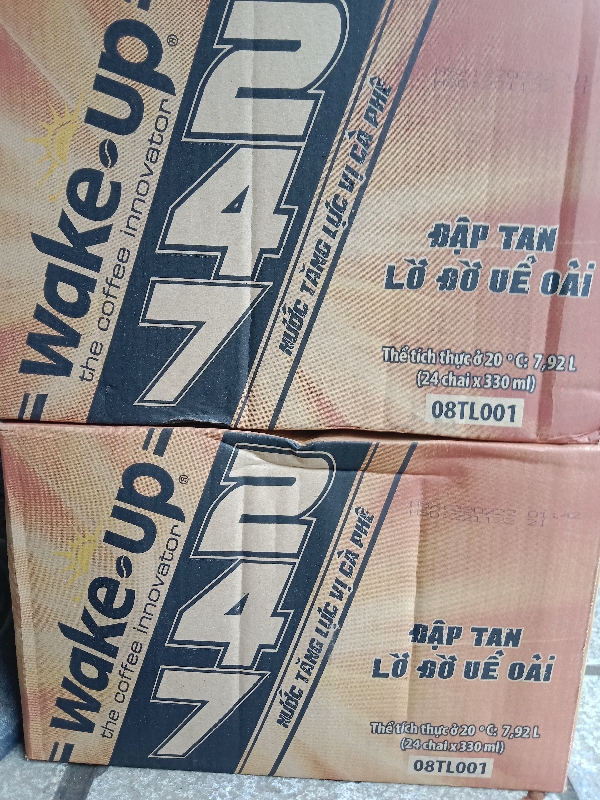 Wake-up®
the coffee innovator
247
NƯỚC TĂNG LỰC VỊ CÀ PHÊ
ĐẬP TAN
LỜ ĐỜ UỂ OẢI
Thể tích thực ở 20 °C: 7,92 L
(24 chai x 330 ml)
08TL001
Wake-up®
the coffee innovator
247
NƯỚC TĂNG LỰC VỊ CÀ PHÊ
ĐẬP TAN
LỜ ĐỜ UỂ OẢI
Thể tích thực ở 20 °C: 7,92 L
(24 chai x 330 ml)
08TL001